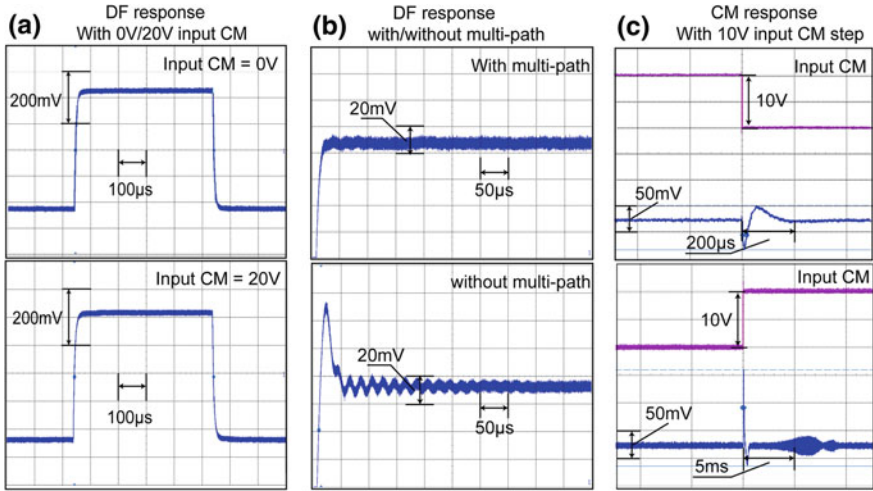 (a)
DF response
With 0V/20V input CM
Input CM = 0V
200mV
100μs
Input CM = 20V
200mV
100μs
(b)
DF response
with/without multi-path
With multi-path
20mV
50μs
without multi-path
20mV
50μs
(c)
CM response
With 10V input CM step
Input CM
10V
50mV
200μs
Input CM
10V
50mV
5ms